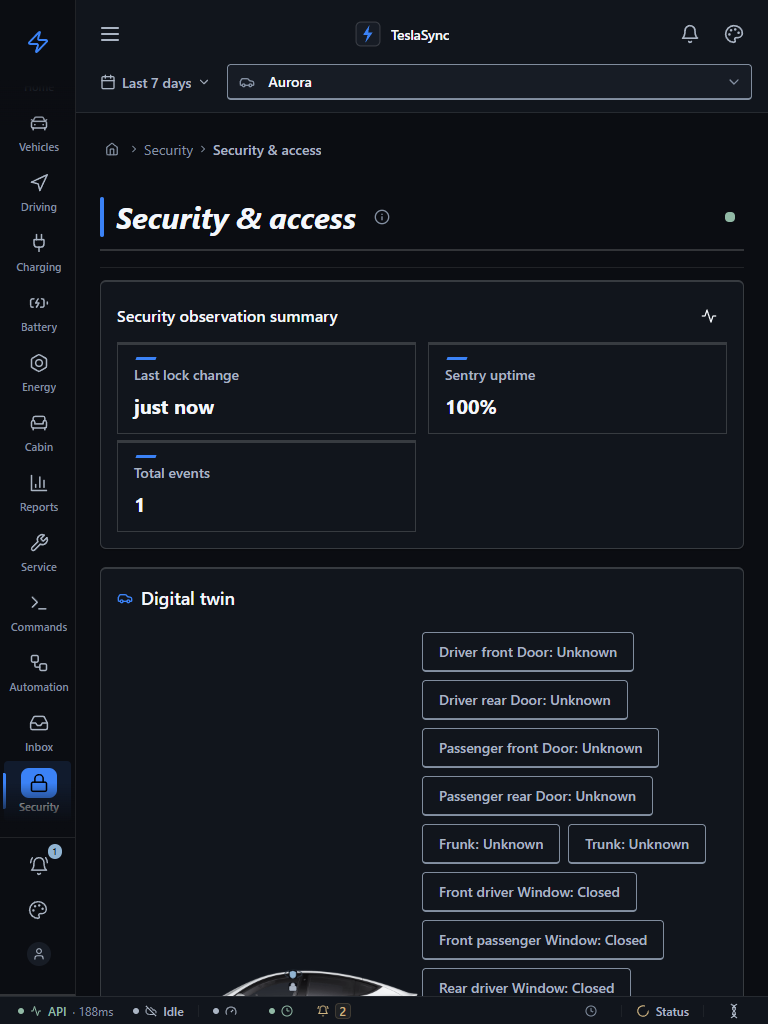 TeslaSync
Last 7 days
Aurora
Vehicles
Driving
Charging
Battery
Energy
Cabin
Reports
Service
Commands
Automation
Inbox
Security
1
Security
Security & access
Security & access
Security observation summary
Last lock change
just now
Sentry uptime
100%
Total events
1
Digital twin
Driver front Door: Unknown
Driver rear Door: Unknown
Passenger front Door: Unknown
Passenger rear Door: Unknown
Frunk: Unknown
Trunk: Unknown
Front driver Window: Closed
Front passenger Window: Closed
Rear driver Window: Closed
API · 188ms
Idle
2
Status